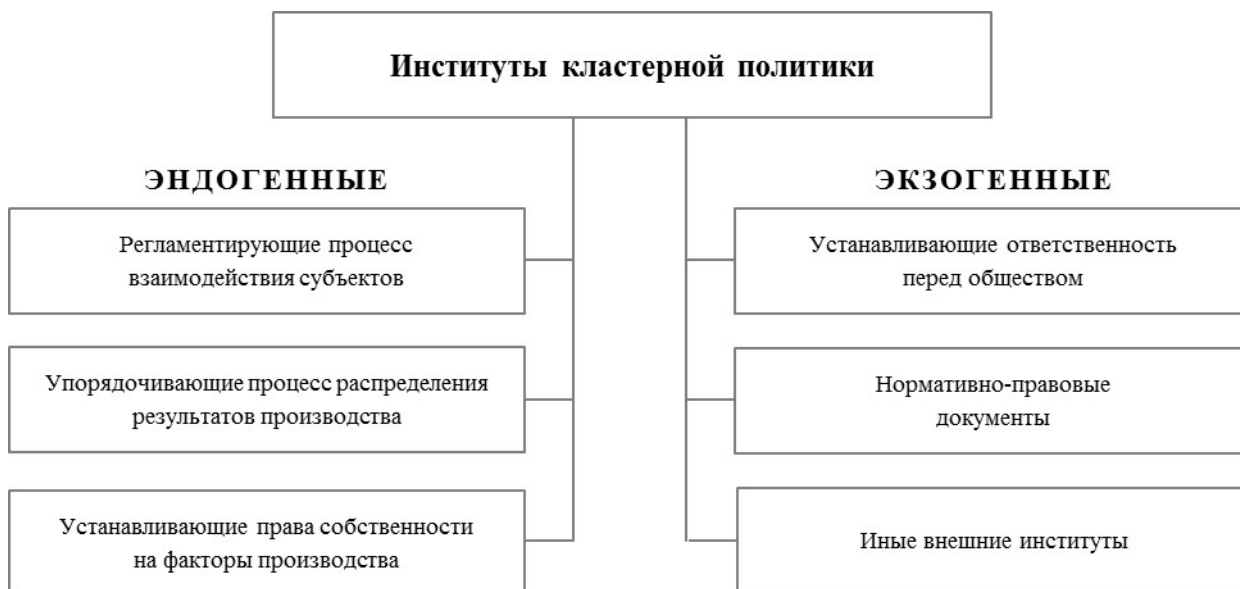 Институты кластерной политики
ЭНДОГЕННЫЕ
Регламентирующие процесс
взаимодействия субъектов
Упорядочивающие процесс распределения
результатов производства
Устанавливающие права собственности
на факторы производства
ЭКЗОГЕННЫЕ
Устанавливающие ответственность
перед обществом
Нормативно-правовые
документы
Иные внешние институты